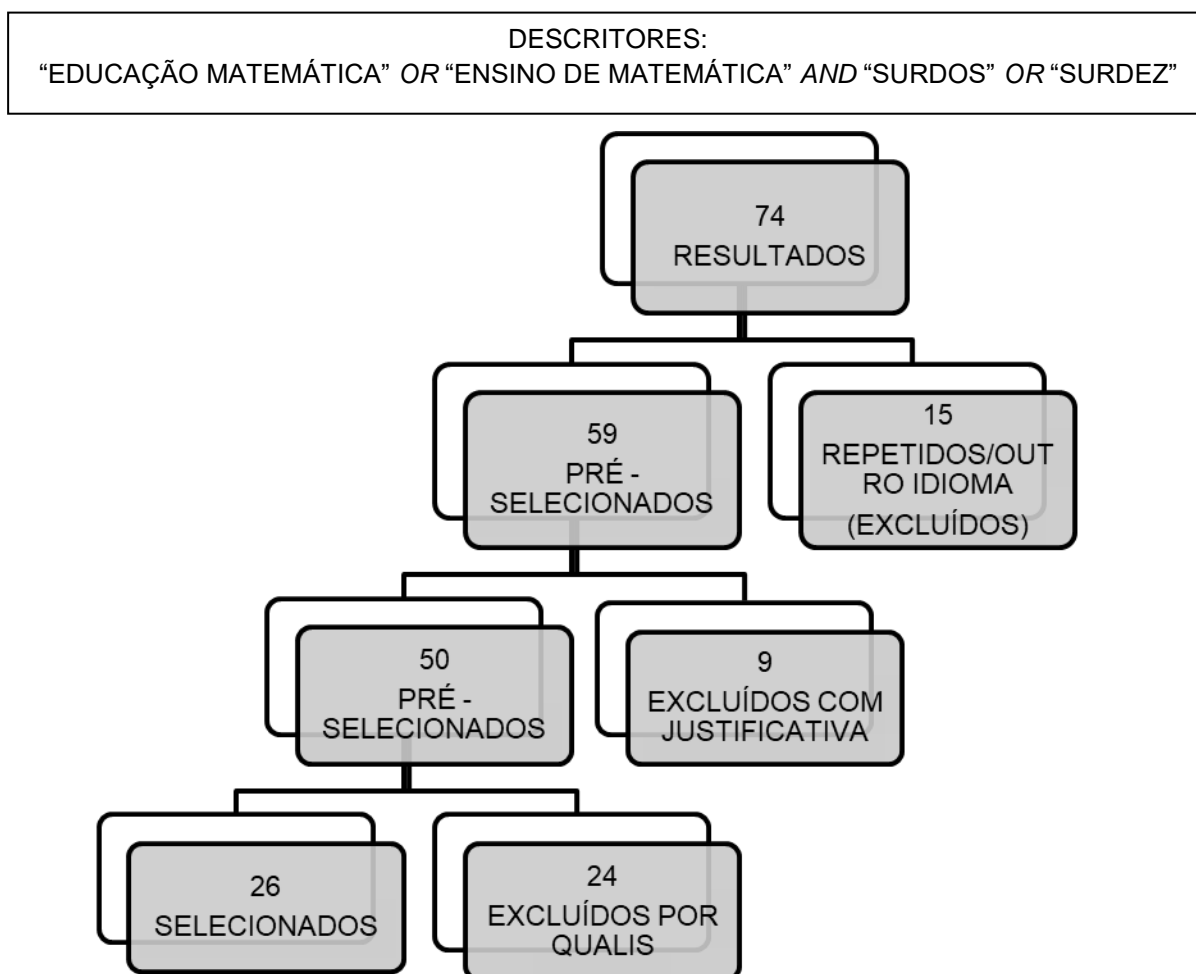 DESCRITORES:
“EDUCAÇÃO MATEMÁTICA” OR “ENSINO DE MATEMÁTICA” AND “SURDOS” OR “SURDEZ”
74
RESULTADOS
59
PRÉ -
SELECIONADOS
15
REPETIDOS/OUT
RO IDIOMA
(EXCLUÍDOS)
50
PRÉ -
SELECIONADOS
9
EXCLUÍDOS COM
JUSTIFICATIVA
26
SELECIONADOS
24
EXCLUÍDOS POR
QUALIS